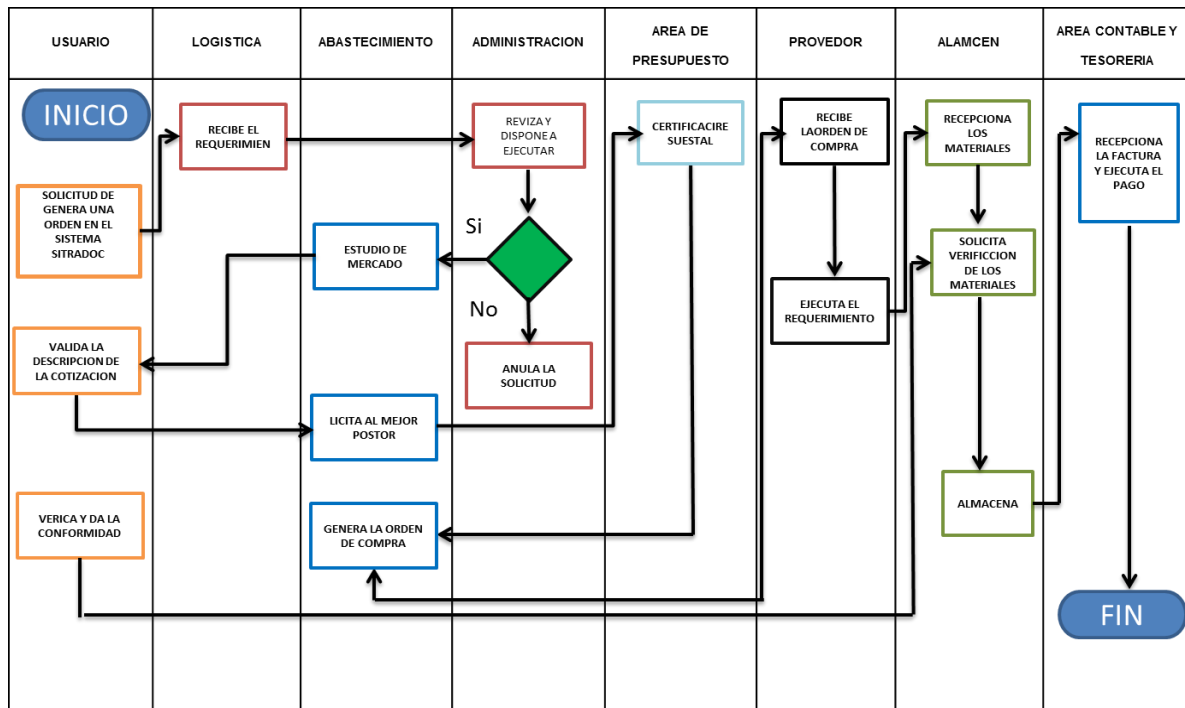 USUARIO
LOGISTICA
ABASTECIMIENTO
ADMINISTRACION
AREA DE
PRESUPUESTO
PROVEDOR
ALAMCEN
AREA CONTABLE Y
TESORERIA
INICIO
SOLICITUD DE
GENERA UNA
ORDEN EN EL
SISTEMA
SITRADOC
VALIDA LA
DESCRIPCION DE
LA COTIZACION
VERICA Y DA LA
CONFORMIDAD
RECIBE EL
REQUERIMIEN
ESTUDIO DE
MERCADO
LICITA AL MEJOR
POSTOR
GENERA LA ORDEN
DE COMPRA
REVIZA Y
DISPONE A
EJECUTAR
Si
No
ANULA LA
SOLICITUD
CERTIFICACIRE
SUESTAL
RECIBE
LAORDEN DE
COMPRA
EJECUTA EL
REQUERIMIENTO
RECEPCIONA
LOS
MATERIALES
SOLICITA
VERIFICCION
DE LOS
MATERIALES
ALMACENA
RECEPCIONA
LA FACTURA
Y EJECUTA EL
PAGO
FIN